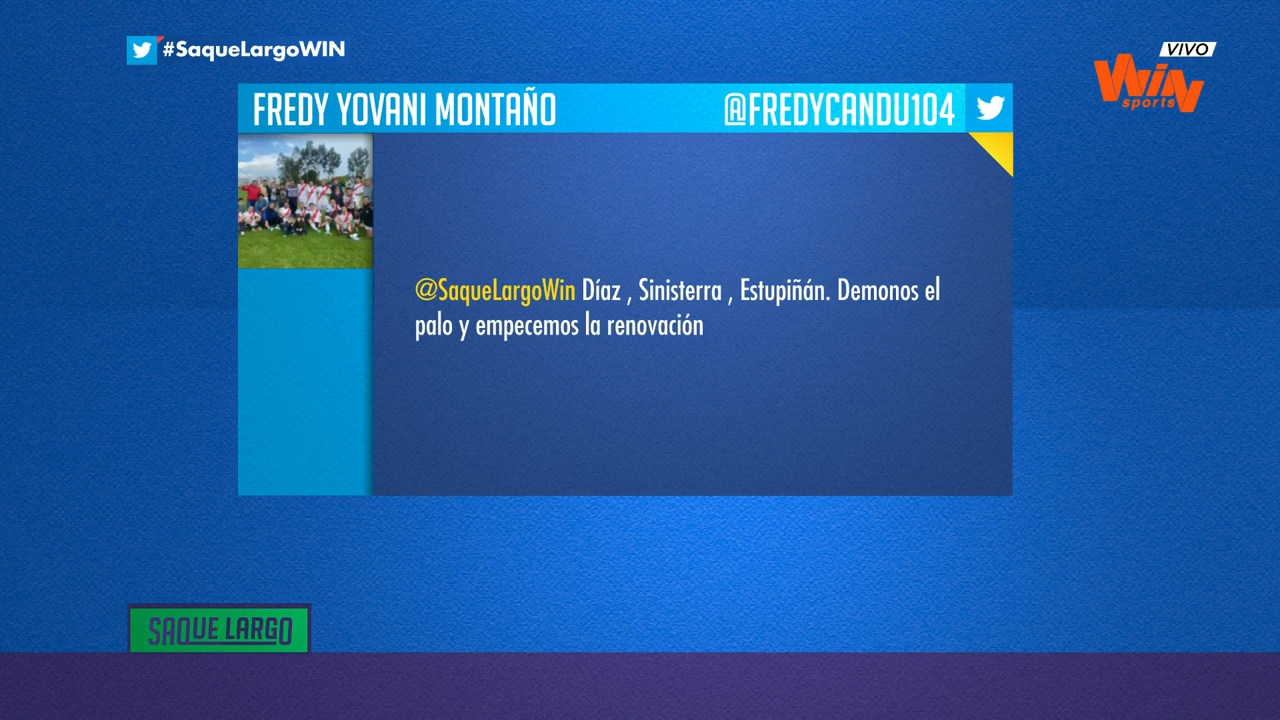 #SaqueLargoWIN
VIVO
WiN
sports
FREDY YOVANI MONTAÑO
@FREDYCANDU104
@SaqueLargoWin Díaz , Sinisterra , Estupiñán. Demonos el
palo y empecemos la renovación
SAQUE LARGO